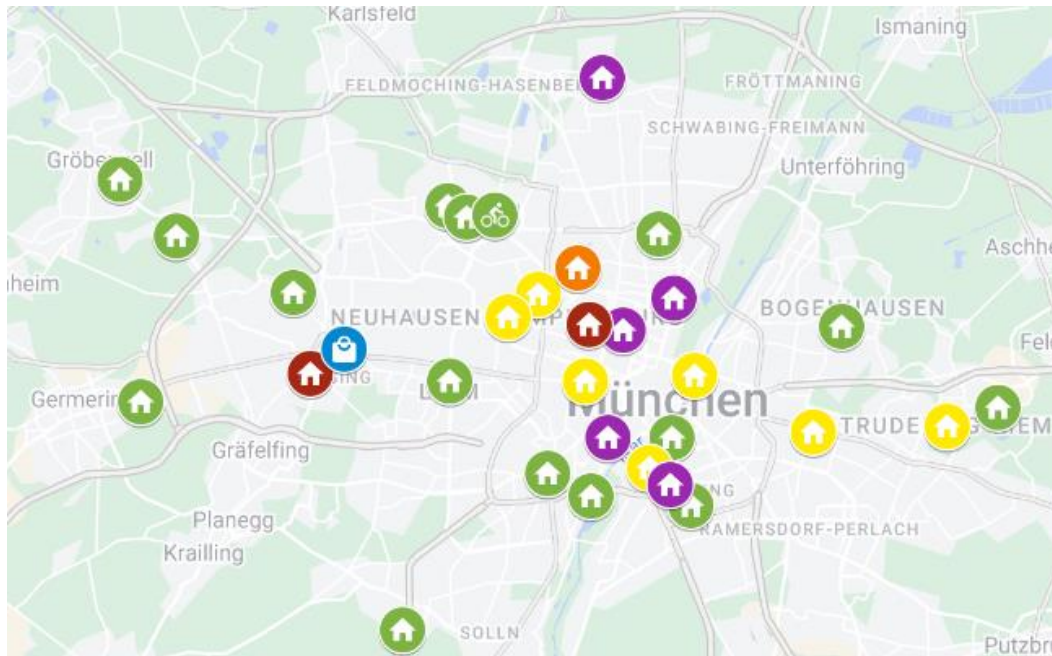 Karlsfeld
Ismaning
FELDMOCHING-HASENBE
FRÖTTMANING
SCHWABING-FREIMANN
Unterföhring
Aschhe
nheim
NEUHAUSEN
BOGENHAUSEN
Fel
München
Germerin
TRUDE
Gräfelfing
Planegg
RAMERSDORF-PERLACH
Krailling
SOLLN
Putzbr